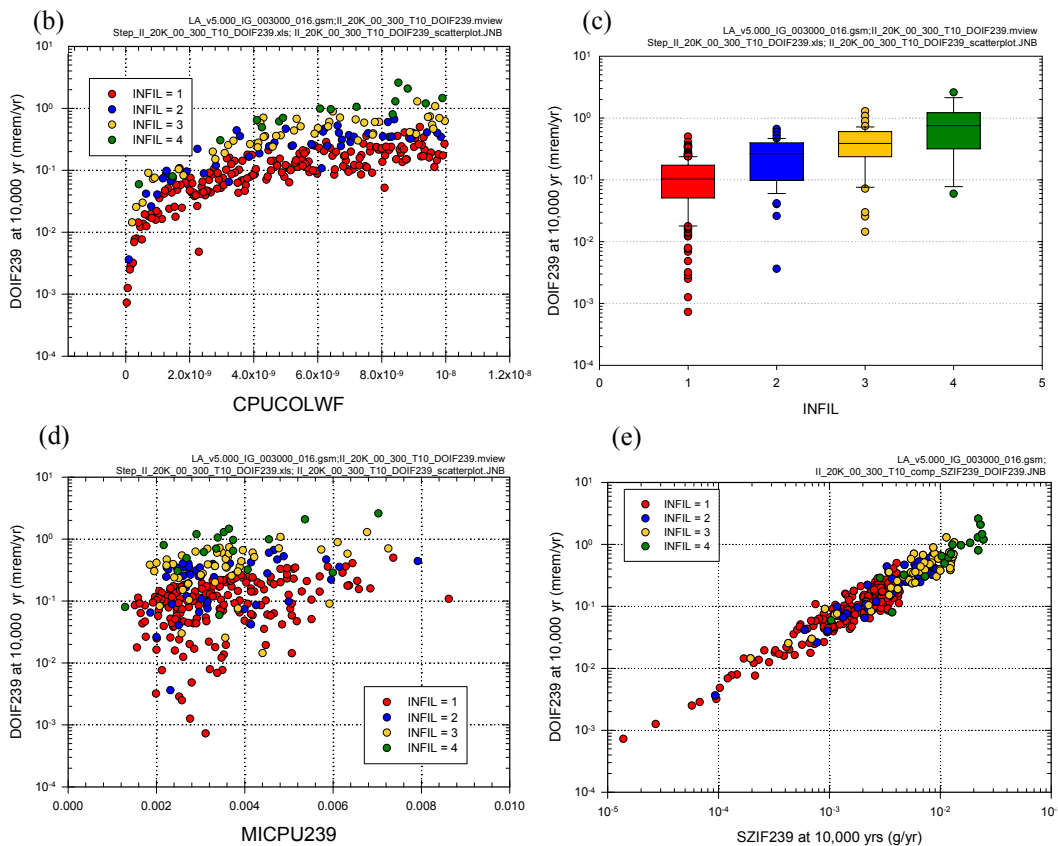 (b)
LA_v5.000_IG_003000_016.gsm;II_20K_00_300_T10_DOIF239.mview
Step_II_20K_00_300_T10_DOIF239.xls; II_20K_00_300_T10_DOIF239_scatterplot.JNB
DOIF239 at 10,000 yr (mrem/yr)
10¹
10⁰
10⁻¹
10⁻²
10⁻³
10⁻⁴
INFIL = 1
INFIL = 2
INFIL = 3
INFIL = 4
0 2.0x10⁻⁹ 4.0x10⁻⁹ 6.0x10⁻⁹ 8.0x10⁻⁹ 10⁻⁸ 1.2x10⁻⁸
CPUCOLWF
(c)
LA_v5.000_IG_003000_016.gsm;II_20K_00_300_T10_DOIF239.mview
Step_II_20K_00_300_T10_DOIF239.xls; II_20K_00_300_T10_DOIF239_scatterplot.JNB
DOIF239 at 10,000 yr (mrem/yr)
10¹
10⁰
10⁻¹
10⁻²
10⁻³
10⁻⁴
0 1 2 3 4 5
INFIL
(d)
LA_v5.000_IG_003000_016.gsm;II_20K_00_300_T10_DOIF239.mview
Step_II_20K_00_300_T10_DOIF239.xls; II_20K_00_300_T10_DOIF239_scatterplot.JNB
DOIF239 at 10,000 yr (mrem/yr)
10¹
10⁰
10⁻¹
10⁻²
10⁻³
10⁻⁴
INFIL = 1
INFIL = 2
INFIL = 3
INFIL = 4
0.000 0.002 0.004 0.006 0.008 0.010
MICPU239
(e)
LA_v5.000_IG_003000_016.gsm;
II_20K_00_300_T10_comp_SZIF239_DOIF239.JNB
DOIF239 at 10,000 yr (mrem/yr)
10¹
10⁰
10⁻¹
10⁻²
10⁻³
10⁻⁴
INFIL = 1
INFIL = 2
INFIL = 3
INFIL = 4
10⁻⁵ 10⁻⁴ 10⁻³ 10⁻² 10⁻
SZIF239 at 10,000 yrs (g/yr)